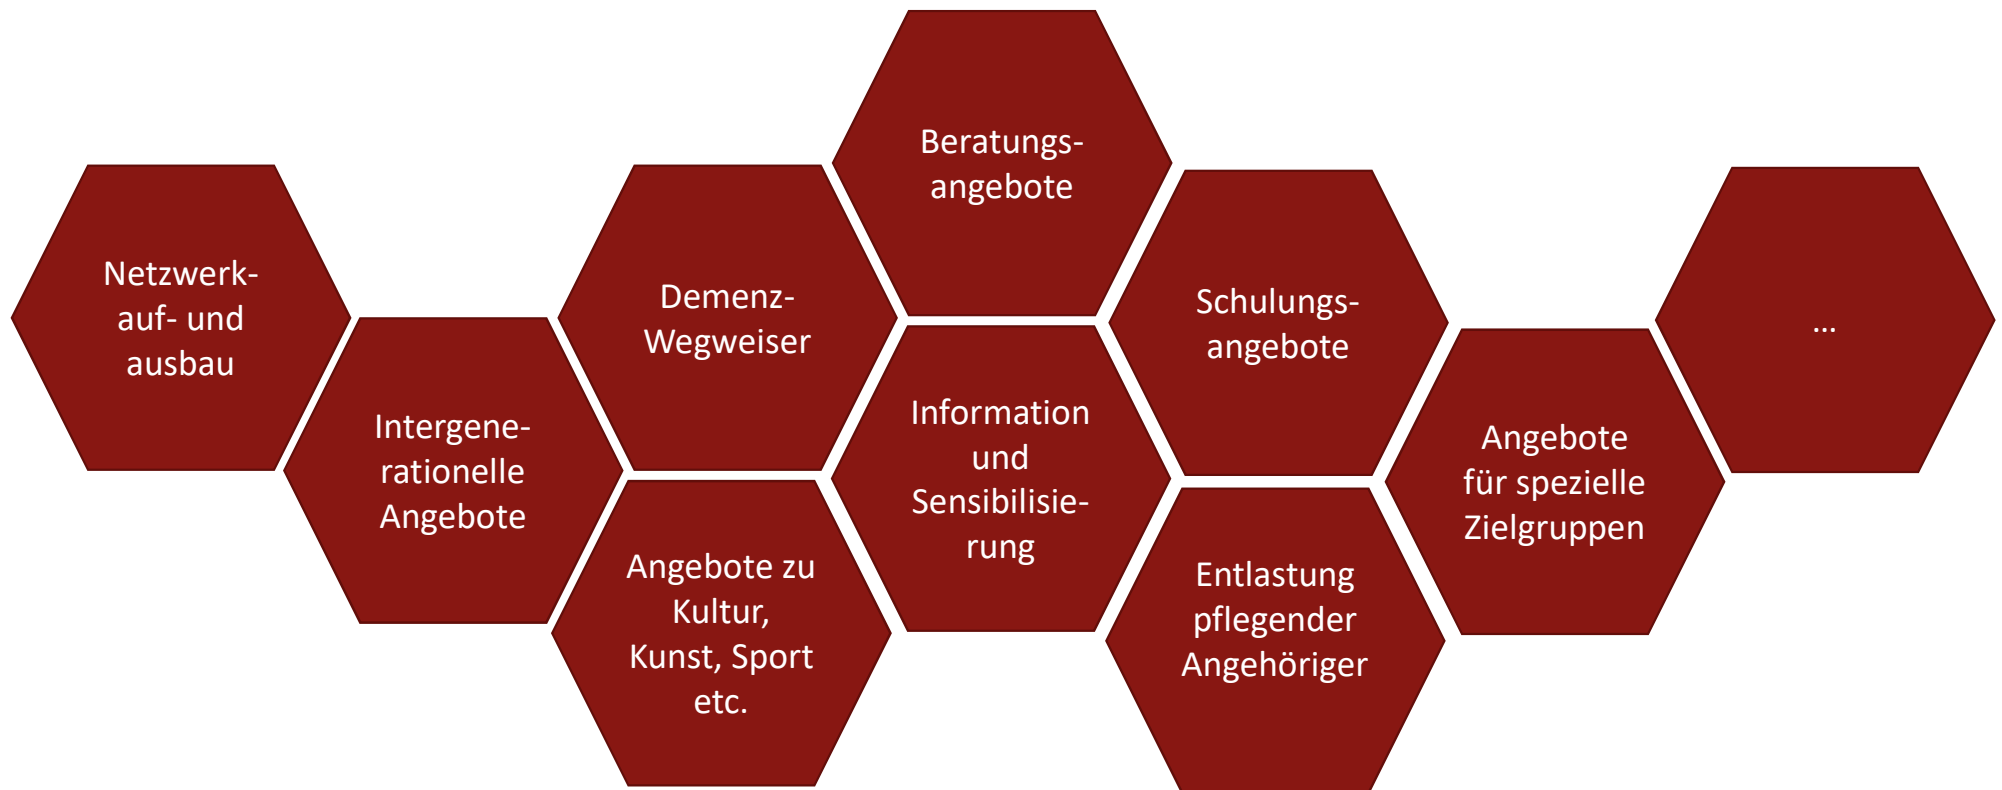 Netzwerk-
auf- und
ausbau
Intergene-
rationelle
Angebote
Demenz-
Wegweiser
Angebote zu
Kultur,
Kunst, Sport
etc.
Beratungs-
angebote
Information
und
Sensibilisie-
rung
Schulungs-
angebote
Entlastung
pflegender
Angehöriger
Angebote
für spezielle
Zielgruppen
...